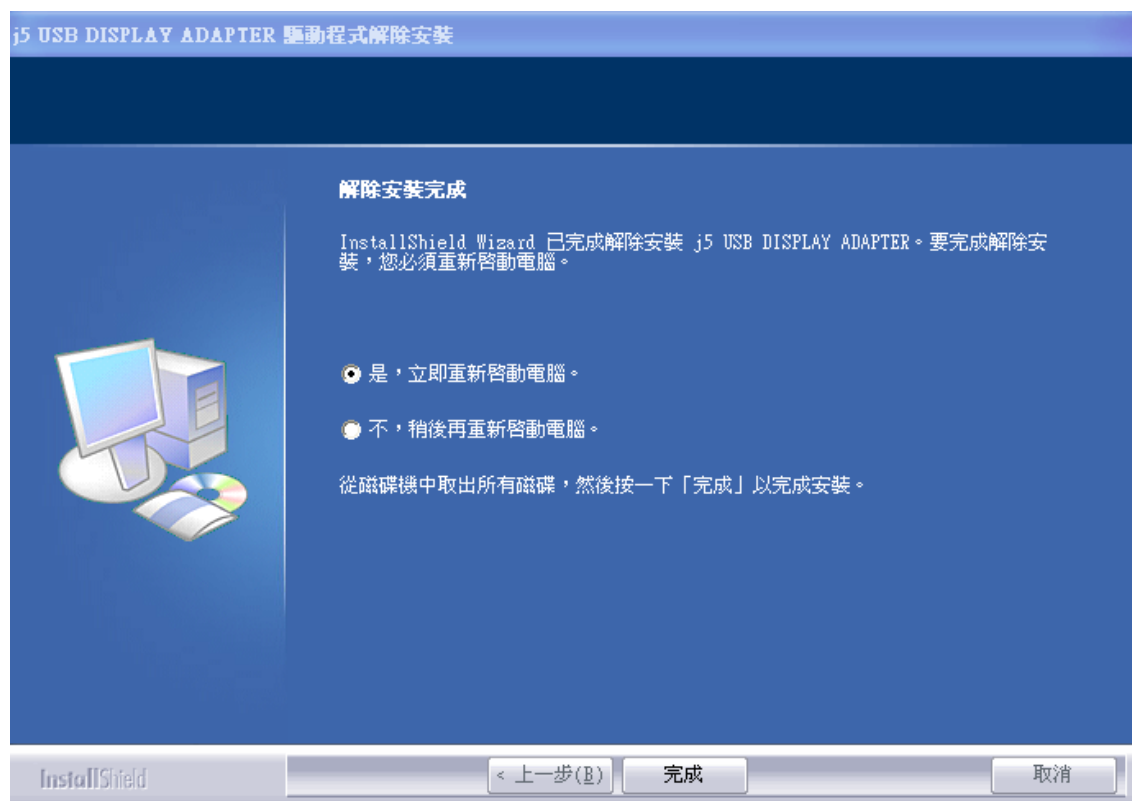 j5 USB DISPLAY ADAPTER 驅動程式解除安裝
解除安裝完成
InstallShield Wizard 已完成解除安裝 j5 USB DISPLAY ADAPTER。要完成解除安
裝，您必須重新啓動電腦。
是，立即重新啓動電腦。
不，稍後再重新啓動電腦。
從磁碟機中取出所有磁碟，然後按一下「完成」以完成安裝。
InstallShield
< 上一步(B)
完成
取消